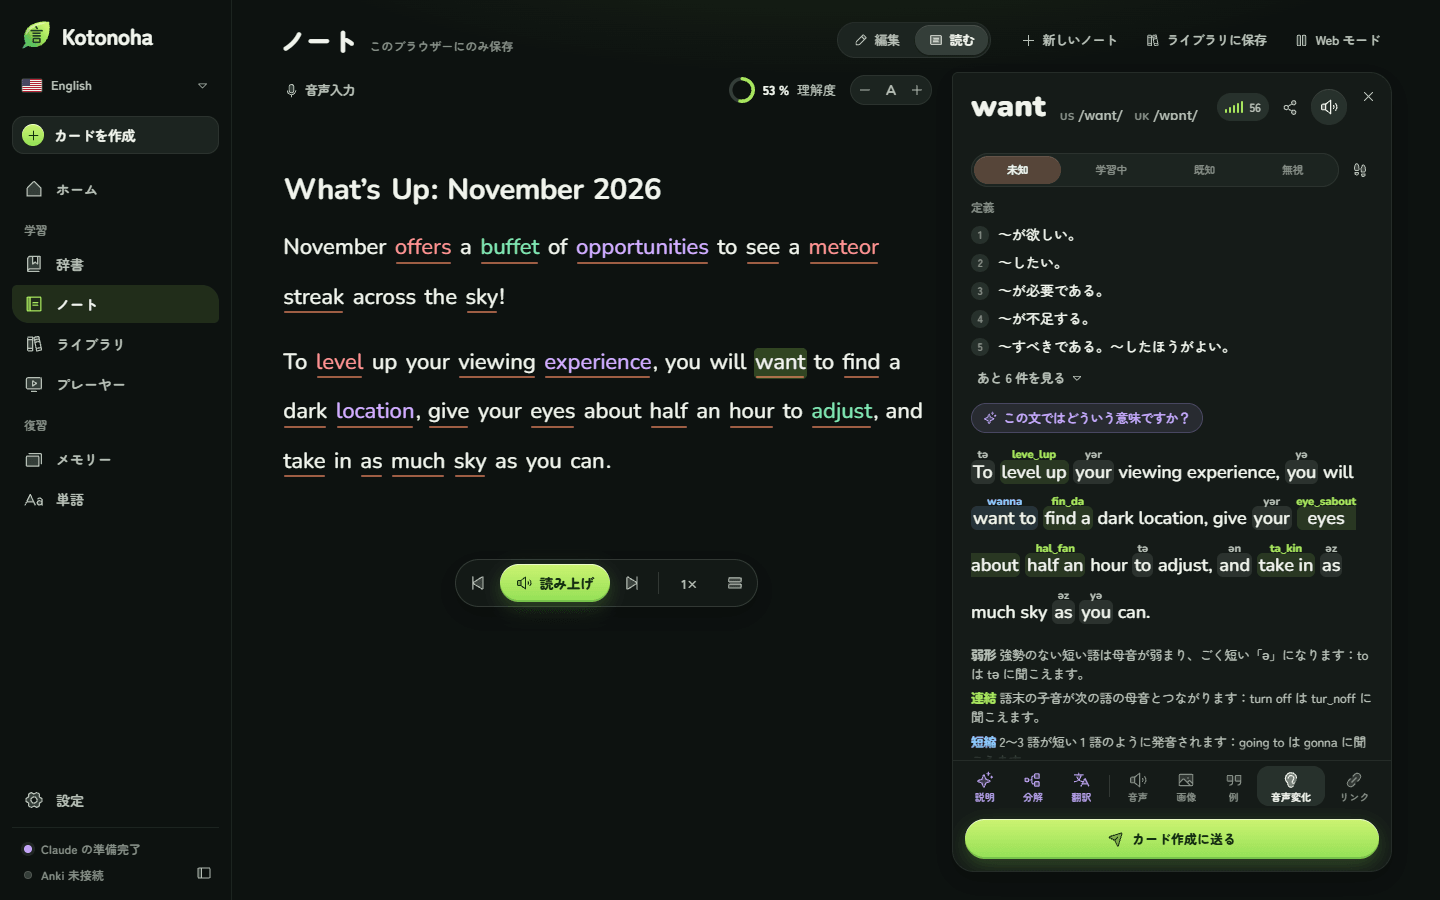 言 Kotonoha
English
カードを作成
ホーム
学習
辞書
ノート
ライブラリ
プレーヤー
復習
メモリー
Aa 単語
設定
Claude の準備完了
Anki 未接続
ノート このブラウザーにのみ保存
編集 読む
新しいノート
ライブラリに保存
Web モード
音声入力
53 % 理解度
− A +
What's Up: November 2026
November offers a buffet of opportunities to see a meteor
streak across the sky!
To level up your viewing experience, you will want to find a
dark location, give your eyes about half an hour to adjust, and
take in as much sky as you can.
読み上げ
1×
want US /wɑnt/ UK /wɒnt/
56
未知 学習中 既知 無視
定義
1 〜が欲しい。
2 〜したい。
3 〜が必要である。
4 〜が不足する。
5 〜すべきである。〜したほうがよい。
あと 6 件を見る
この文ではどういう意味ですか？
tə leve‿lup yər yə
To level up your viewing experience, you will
wanna fin‿da yər eye‿sabout
want to find a dark location, give your eyes
hal‿fan tə ən ta‿kin əz
about half an hour to adjust, and take in as
əz yə
much sky as you can.
弱形 強勢のない短い語は母音が弱まり、ごく短い「ə」になります：to
は tə に聞こえます。
連結 語末の子音が次の語の母音とつながります：turn off は tur‿noff に
聞こえます。
短縮 2〜3 語が短い 1 語のように発音されます：going to は gonna に聞
説明 分解 翻訳 音声 画像 例 音声変化 リンク
カード作成に送る